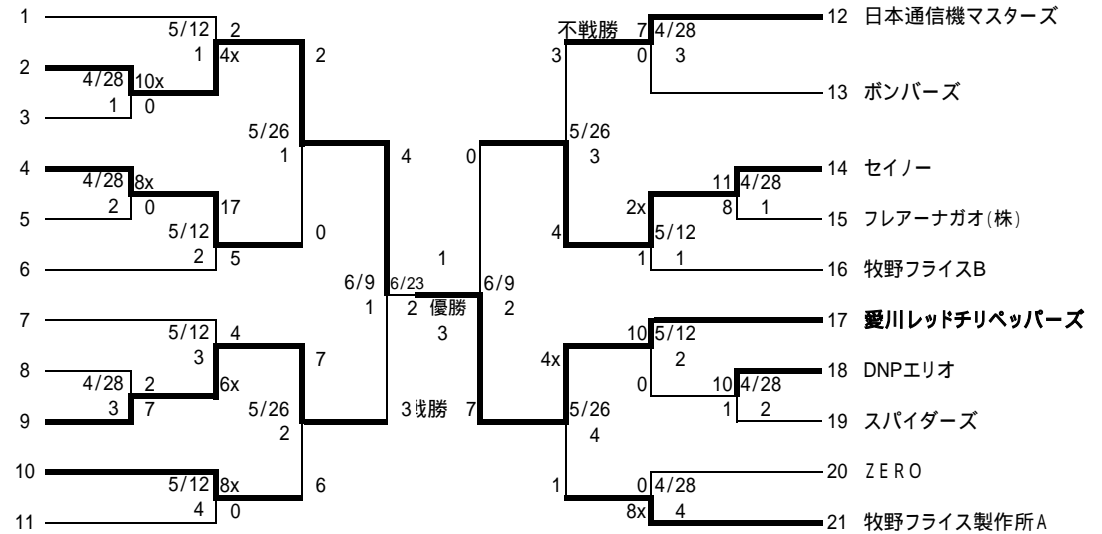 1
5/12 2
1 4x
2
2
4/28 10x
1 0
3
5/26
1
4
4
4/28 8x
2 0
5
17
5/12
2 5
0
6
6/9
1
7
5/12 4
3 6x
7
8
4/28 2
3 7
9
5/26
2
3
戦勝
10
5/12 8x
4 0
6
11
6/23
2
1
優勝
3
不戦勝 7 4/28
3 0 3
12 日本通信機マスターズ
13 ボンバーズ
0
5/26
3
11 4/28
8 1
14 セイノー
15 フレアーナガオ(株)
2x
4
5/12
1 1
16 牧野フライスB
6/9
2
10 5/12
2
17 愛川レッドチリペッパーズ
4x
0
10 4/28
1 2
18 DNPエリオ
19 スパイダーズ
7
5/26
4
1
0 4/28
8x 4
20 ZERO
21 牧野フライス製作所A